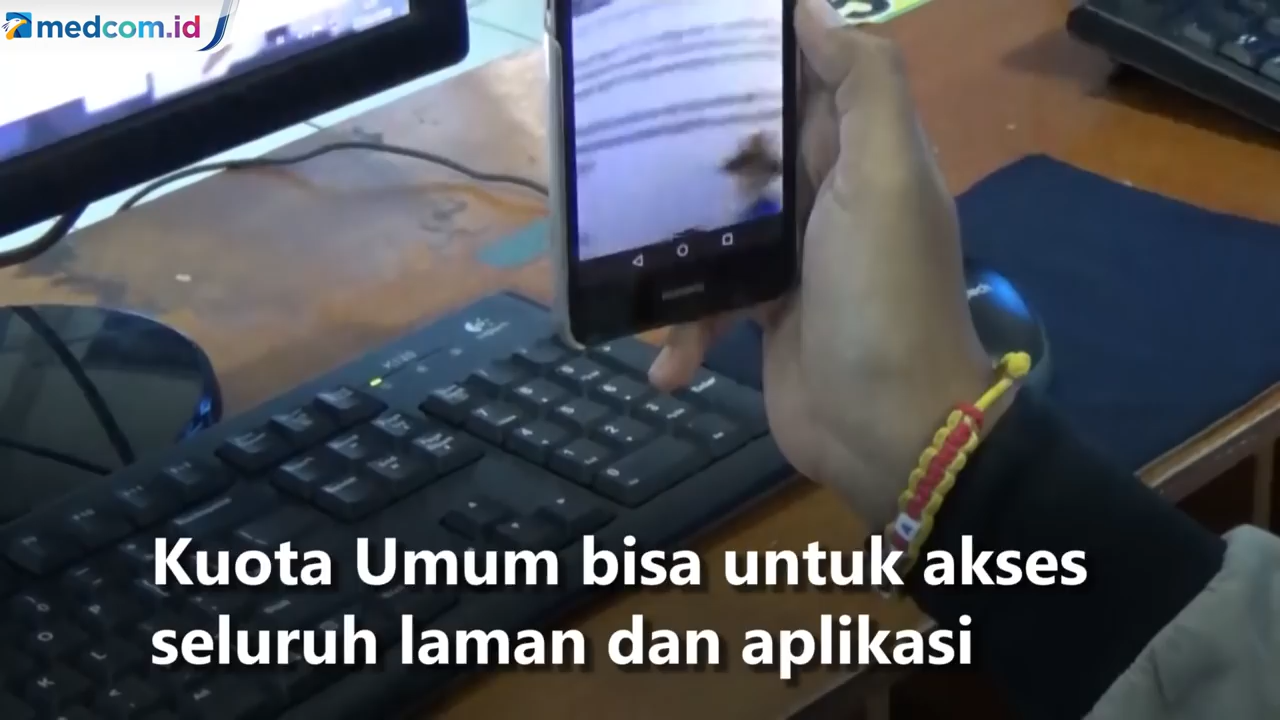 medcom.id
Kuota Umum bisa untuk akses
seluruh laman dan aplikasi